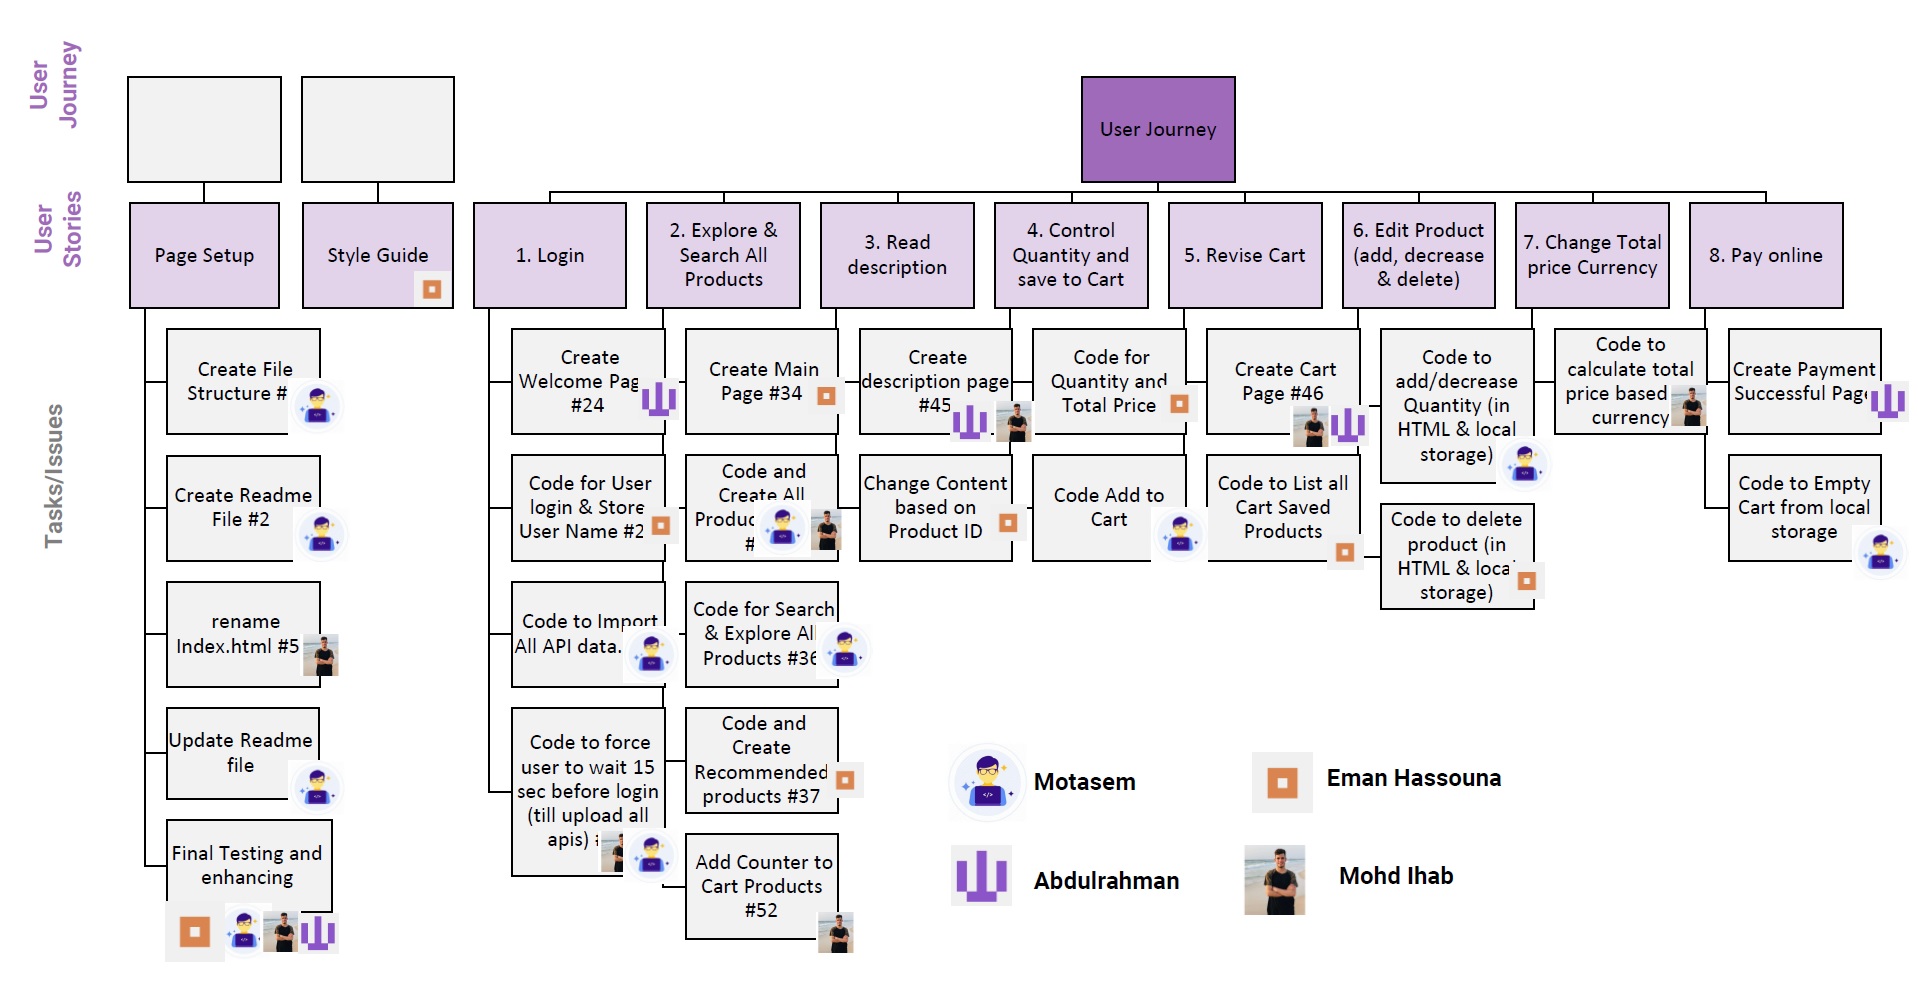 User
Journey
User Journey
User
Stories
Page Setup
Style Guide
1. Login
2. Explore &
Search All
Products
3. Read
description
4. Control
Quantity and
save to Cart
5. Revise Cart
6. Edit Product
(add, decrease
& delete)
7. Change Total
price Currency
8. Pay online
Tasks/Issues
Create File
Structure #
Create Readme
File #2
rename
Index.html #5
Update Readme
file
Final Testing and
enhancing
Create
Welcome Pag
#24
Code for User
login & Store
User Name #2
Code to Import
All API data.
Code to force
user to wait 15
sec before login
(till upload all
apis)
Create Main
Page #34
Code and
Create All
Produc
#
Code for Search
& Explore All
Products #36
Code and
Create
Recommended
products #37
Add Counter to
Cart Products
#52
Create
description page
#45
Change Content
based on
Product ID
Code for
Quantity and
Total Price
Code Add to
Cart
Create Cart
Page #46
Code to List all
Cart Saved
Products
Code to
add/decrease
Quantity (in
HTML & local
storage)
Code to delete
product (in
HTML & local
storage)
Code to
calculate total
price based
currency
Create Payment
Successful Page
Code to Empty
Cart from local
storage
Motasem
Eman Hassouna
Abdulrahman
Mohd Ihab